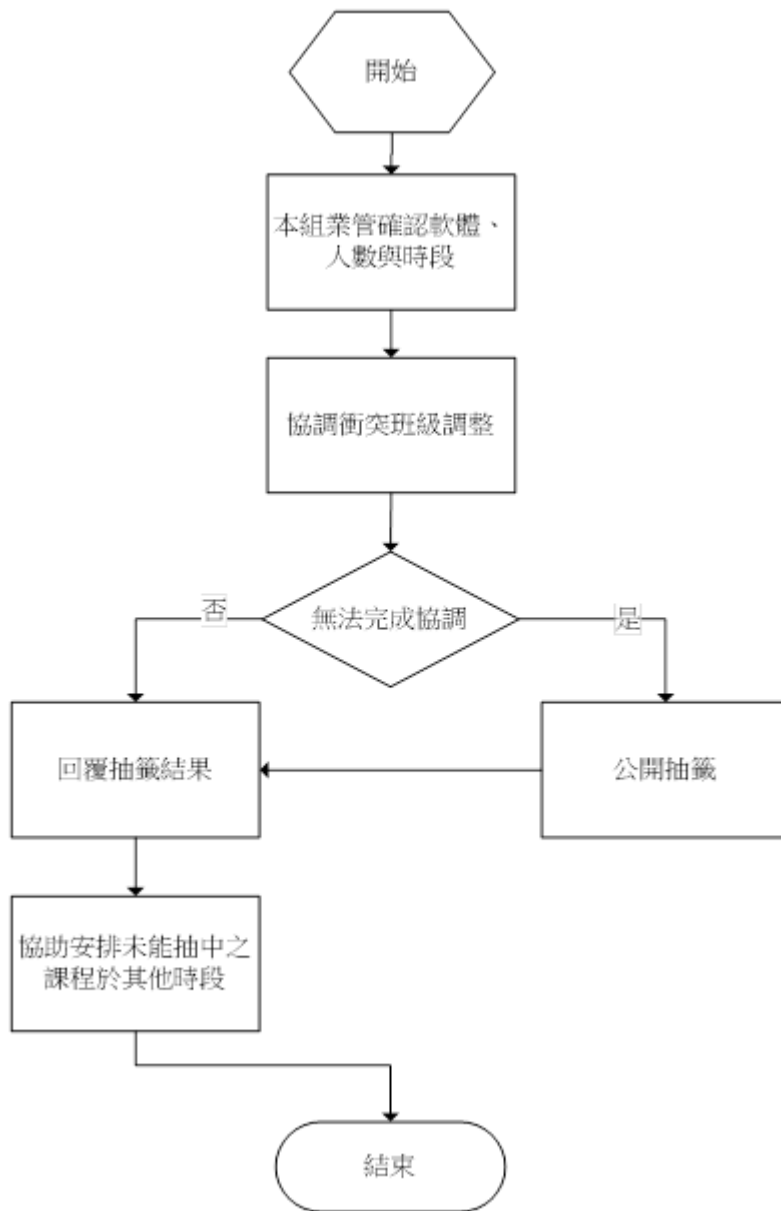 開始
本組業管確認軟體、
人數與時段
協調衝突班級調整
無法完成協調
否
是
回覆抽籤結果
公開抽籤
協助安排未能抽中之
課程於其他時段
結束